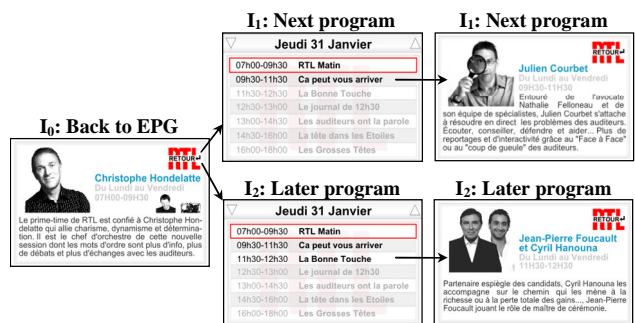 I0: Back to EPG
RTL
RETOUR↵
Christophe Hondelatte
Du Lundi au Vendredi
07H00-09H30
Le prime-time de RTL est confié à Christophe Hon-
delatte qui allie charisme, dynamisme et détermina-
tion. Il est le chef d'orchestre de cette nouvelle
session dont les mots d'ordre sont plus d'info, plus
de débats et plus d'échanges avec les auditeurs.
I1: Next program
Jeudi 31 Janvier
07h00-09h30 RTL Matin
09h30-11h30 Ca peut vous arriver
11h30-12h30 La Bonne Touche
12h30-13h00 Le journal de 12h30
13h00-14h30 Les auditeurs ont la parole
14h30-16h00 La tête dans les Etoiles
16h00-18h00 Les Grosses Têtes
I1: Next program
RTL
RETOUR↵
Julien Courbet
Du Lundi au Vendredi
09H30-11H30
Entouré de l'avocate
Nathalie Felloneau et de
son équipe de spécialistes, Julien Courbet s'attache
à résoudre en direct les problèmes des auditeurs.
Écouter, conseiller, défendre et aider... Plus de
reportages et d'interactivité grâce au "Face à Face"
ou au "coup de gueule" des auditeurs.
I2: Later program
Jeudi 31 Janvier
07h00-09h30 RTL Matin
09h30-11h30 Ca peut vous arriver
11h30-12h30 La Bonne Touche
12h30-13h00 Le journal de 12h30
13h00-14h30 Les auditeurs ont la parole
14h30-16h00 La tête dans les Etoiles
16h00-18h00 Les Grosses Têtes
I2: Later program
RTL
RETOUR↵
Jean-Pierre Foucault
et Cyril Hanouna
Du Lundi au Vendredi
11H30-12H30
Partenaire espiègle des candidats, Cyril Hanouna les
accompagne sur le chemin qui les mène à la
richesse ou à la perte totale des gains..., Jean-Pierre
Foucault jouant le rôle de maître de cérémonie.